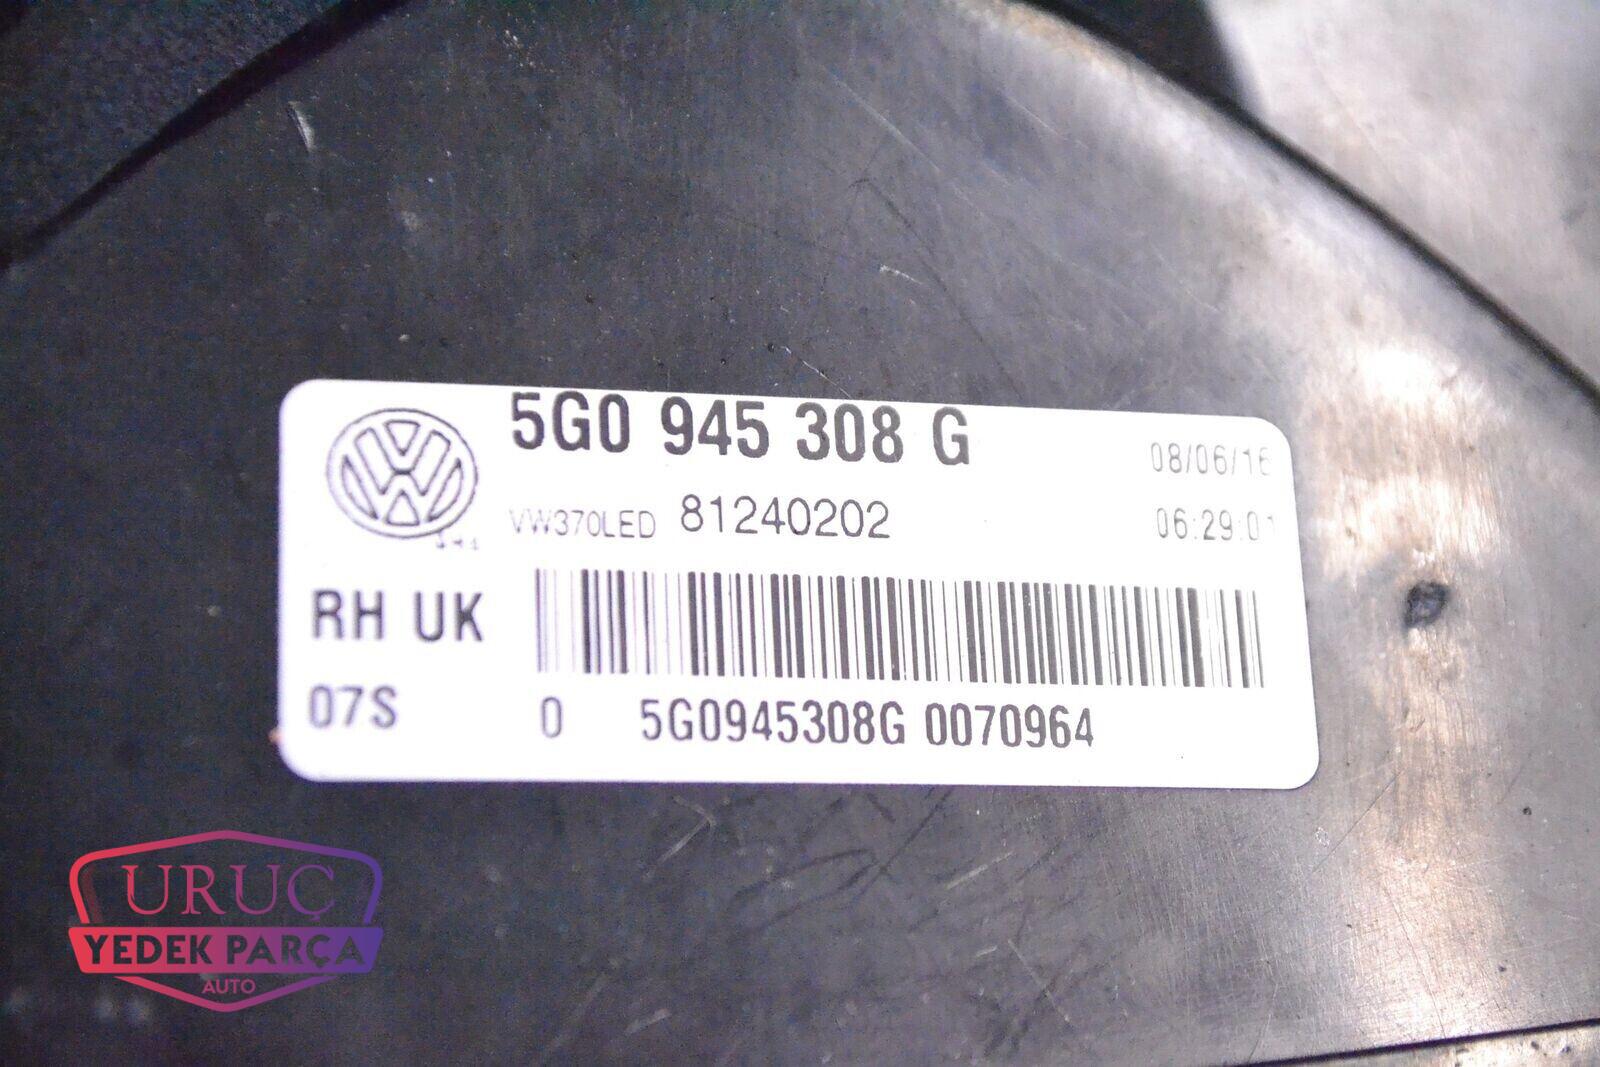 5G0 945 308 G
08/06/16
VW370LED 81240202
06:29:01
RH UK
07S
0 5G0945308G 0070964
URUÇ
YEDEK PARÇA
AUTO